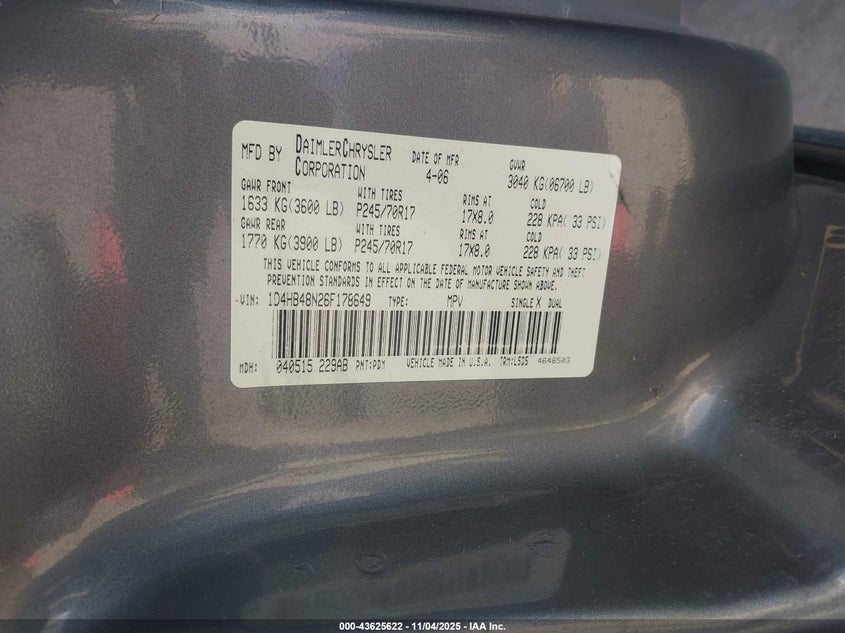 MFD BY DAIMLERCHRYSLER CORPORATION DATE OF MFR 4-06 GVWR 3040 KG(06700 LB)
GAWR FRONT WITH TIRES RIMS AT COLD
1633 KG(3600 LB) P245/70R17 17X8.0 228 KPA( 33 PSI)
GAWR REAR WITH TIRES RIMS AT COLD
1770 KG(3900 LB) P245/70R17 17X8.0 228 KPA( 33 PSI)
THIS VEHICLE CONFORMS TO ALL APPLICABLE FEDERAL MOTOR VEHICLE SAFETY AND THEFT
PREVENTION STANDARDS IN EFFECT ON THE DATE OF MANUFACTURE SHOWN ABOVE.
VIN: 1D4HB48N26F178649 TYPE: MPV SINGLE X DUAL
MDH: 040515 229AB PNT:PDM VEHICLE MADE IN U.S.A. TRM:L5D5 4648503
000-43625622 - 11/04/2025 - IAA Inc.